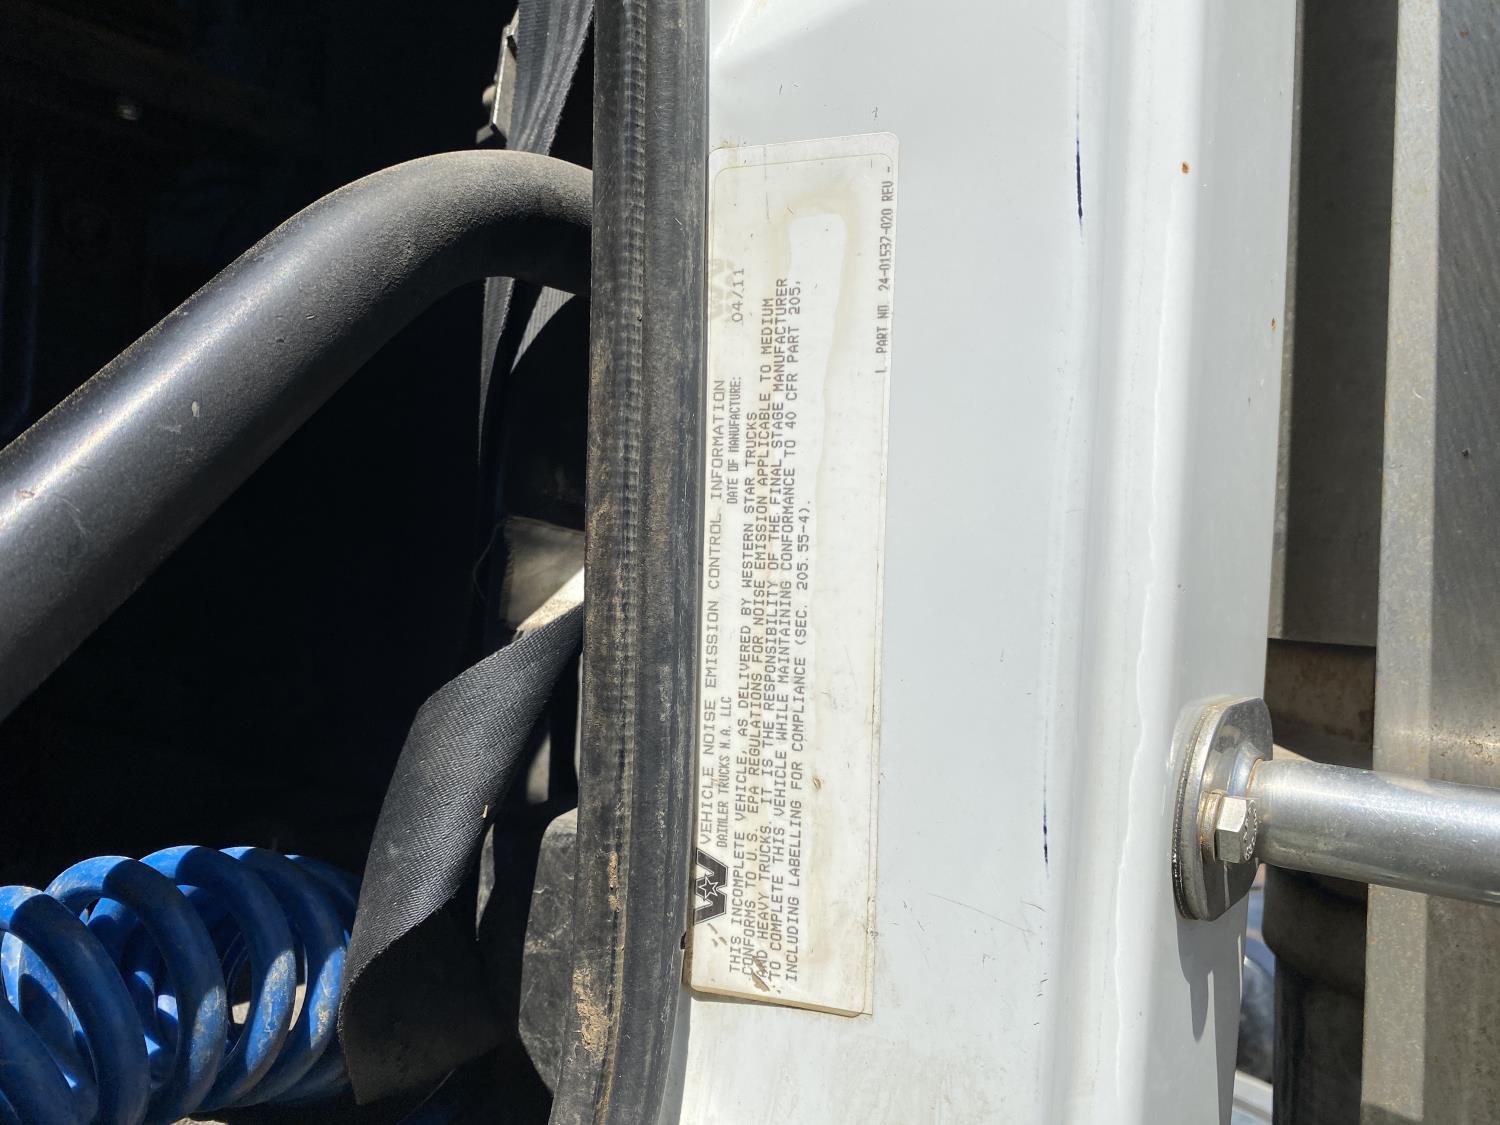 VEHICLE NOISE EMISSION CONTROL INFORMATION
DAIMLER TRUCKS N.A. LLC DATE OF MANUFACTURE: 04/11
THIS INCOMPLETE VEHICLE, AS DELIVERED BY WESTERN STAR TRUCKS
CONFORMS TO U.S. EPA REGULATIONS FOR NOISE EMISSION APPLICABLE TO MEDIUM
AND HEAVY TRUCKS. IT IS THE RESPONSIBILITY OF THE FINAL STAGE MANUFACTURER
TO COMPLETE THIS VEHICLE WHILE MAINTAINING CONFORMANCE TO 40 CFR PART 205,
INCLUDING LABELLING FOR COMPLIANCE (SEC. 205.55-4).
PART NO. 24-01537-020 REV -